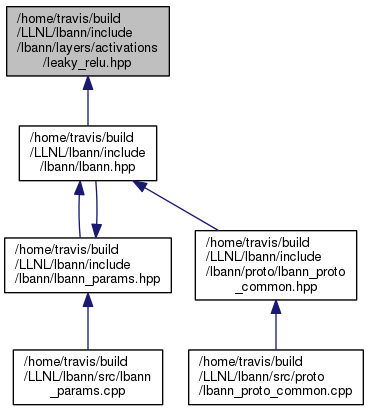 /home/travis/build
/LLNL/lbann/include
/lbann/layers/activations
/leaky_relu.hpp
/home/travis/build
/LLNL/lbann/include
/lbann/lbann.hpp
/home/travis/build
/LLNL/lbann/include
/lbann/lbann_params.hpp
/home/travis/build
/LLNL/lbann/include
/lbann/proto/lbann_proto
_common.hpp
/home/travis/build
/LLNL/lbann/src/lbann
_params.cpp
/home/travis/build
/LLNL/lbann/src/proto
/lbann_proto_common.cpp